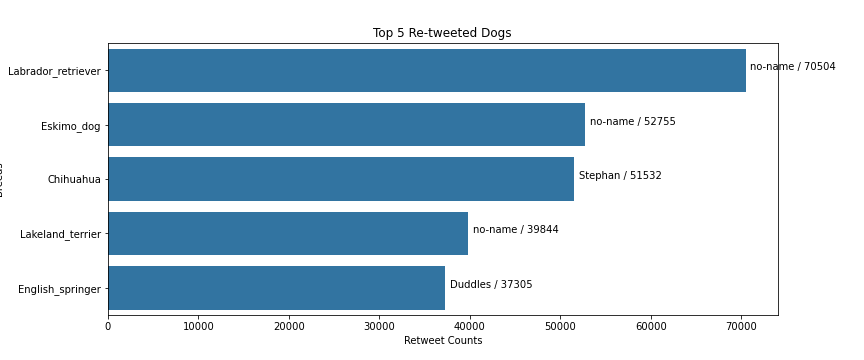 Top 5 Re-tweeted Dogs
Labrador_retriever
no-name / 70504
Eskimo_dog
no-name / 52755
Chihuahua
Stephan / 51532
Lakeland_terrier
no-name / 39844
English_springer
Duddles / 37305
0 10000 20000 30000 40000 50000 60000 70000
Retweet Counts